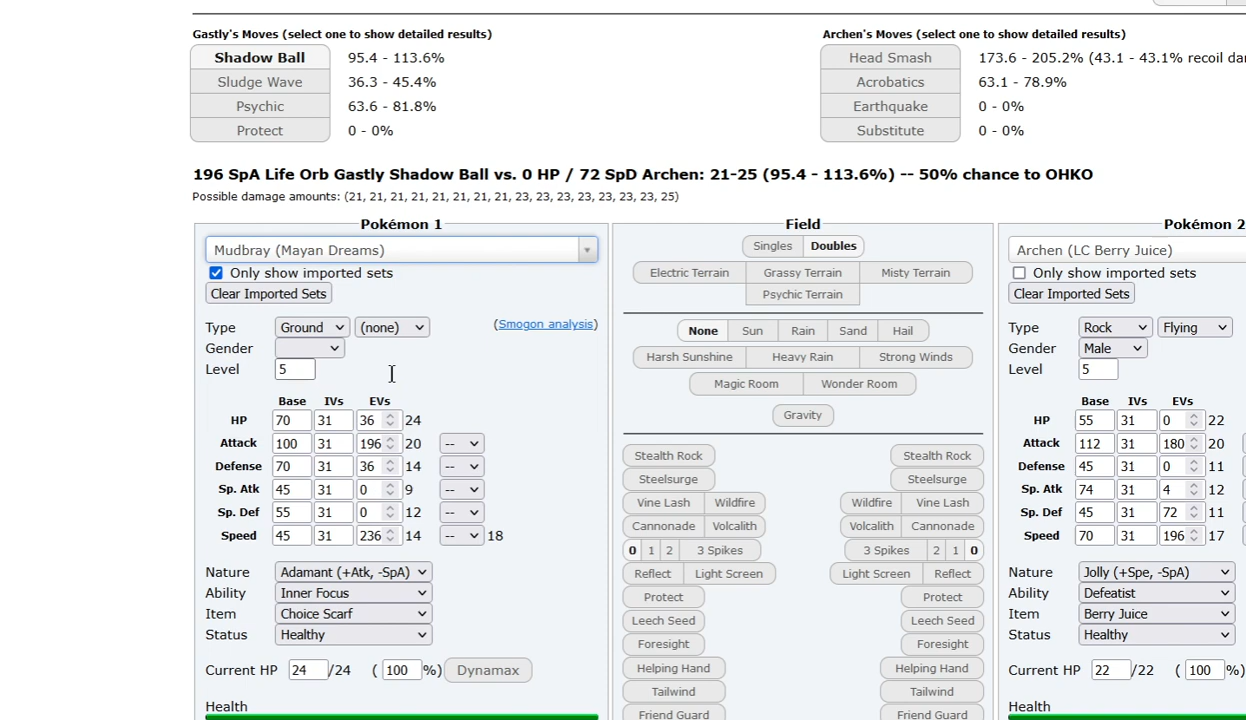 Gastly's Moves (select one to show detailed results)
Shadow Ball 95.4 - 113.6%
Sludge Wave 36.3 - 45.4%
Psychic 63.6 - 81.8%
Protect 0 - 0%
Archen's Moves (select one to show detailed results)
Head Smash 173.6 - 205.2% (43.1 - 43.1% recoil da
Acrobatics 63.1 - 78.9%
Earthquake 0 - 0%
Substitute 0 - 0%
196 SpA Life Orb Gastly Shadow Ball vs. 0 HP / 72 SpD Archen: 21-25 (95.4 - 113.6%) -- 50% chance to OHKO
Possible damage amounts: (21, 21, 21, 21, 21, 21, 21, 21, 23, 23, 23, 23, 23, 23, 23, 25)
Pokémon 1
Mudbray (Mayan Dreams)
Only show imported sets
Clear Imported Sets
Type Ground (none) (Smogon analysis)
Gender
Level 5
Base IVs EVs
HP 70 31 36 24
Attack 100 31 196 20 --
Defense 70 31 36 14 --
Sp. Atk 45 31 0 9 --
Sp. Def 55 31 0 12 --
Speed 45 31 236 14 -- 18
Nature Adamant (+Atk, -SpA)
Ability Inner Focus
Item Choice Scarf
Status Healthy
Current HP 24 /24 ( 100 %) Dynamax
Health
Field
Singles Doubles
Electric Terrain Grassy Terrain Misty Terrain
Psychic Terrain
None Sun Rain Sand Hail
Harsh Sunshine Heavy Rain Strong Winds
Magic Room Wonder Room
Gravity
Stealth Rock Stealth Rock
Steelsurge Steelsurge
Vine Lash Wildfire Wildfire Vine Lash
Cannonade Volcalith Volcalith Cannonade
0 1 2 3 Spikes 3 Spikes 2 1 0
Reflect Light Screen Light Screen Reflect
Protect Protect
Leech Seed Leech Seed
Foresight Foresight
Helping Hand Helping Hand
Tailwind Tailwind
Friend Guard Friend Guard
Pokémon 2
Archen (LC Berry Juice)
Only show imported sets
Clear Imported Sets
Type Rock Flying
Gender Male
Level 5
Base IVs EVs
HP 55 31 0 22
Attack 112 31 180 20
Defense 45 31 0 11
Sp. Atk 74 31 4 12
Sp. Def 45 31 72 11
Speed 70 31 196 17
Nature Jolly (+Spe, -SpA)
Ability Defeatist
Item Berry Juice
Status Healthy
Current HP 22 /22 ( 100 %)
Health